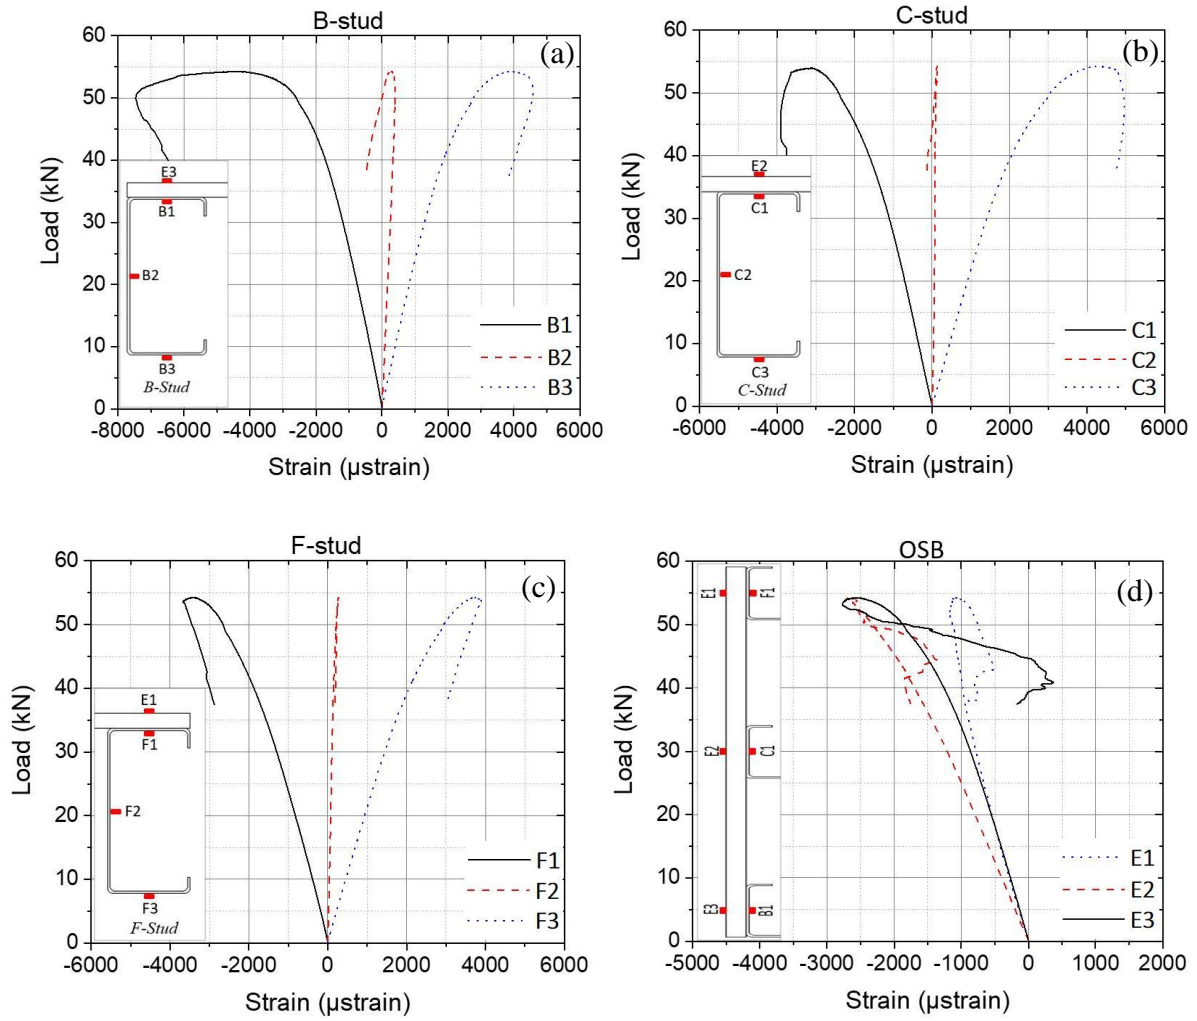 B-stud
(a)
60
50
40
30
20
10
0
Load (kN)
E3
B1
B2
B3
B-Stud
B1
B2
B3
-8000 -6000 -4000 -2000 0 2000 4000 6000
Strain (µstrain)
C-stud
(b)
60
50
40
30
20
10
0
Load (kN)
E2
C1
C2
C3
C-Stud
C1
C2
C3
-6000 -4000 -2000 0 2000 4000 6000
Strain (µstrain)
F-stud
(c)
60
50
40
30
20
10
0
Load (kN)
E1
F1
F2
F3
F-Stud
F1
F2
F3
-6000 -4000 -2000 0 2000 4000 6000
Strain (µstrain)
OSB
(d)
60
50
40
30
20
10
0
Load (kN)
E1
F1
E2
C1
E3
B1
E1
E2
E3
-5000 -4000 -3000 -2000 -1000 0 1000 2000
Strain (µstrain)